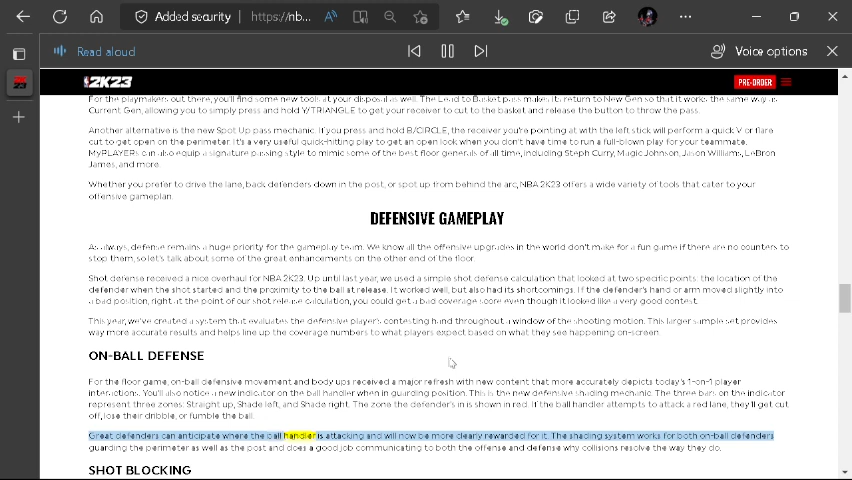 Added security
https://nb...
Read aloud
Voice options
2K23
PRE-ORDER
For the playmakers out there, you'll find some new tools at your disposal as well. The Lead to Basket pass makes its return to New Gen so that it works the same way as
Current Gen, allowing you to simply press and hold Y/TRIANGLE to get your receiver to cut to the basket and release the button to throw the pass.
Another alternative is the new Spot Up pass mechanic. If you press and hold B/CIRCLE, the receiver you're pointing at with the left stick will perform a quick V or flare
cut to get open on the perimeter. It's a very useful quick-hitting play to get an open look when you don't have time to run a full-blown play for your teammate.
MyPLAYERs can also equip a signature passing style to mimic some of the best floor generals of all time, including Steph Curry, Magic Johnson, Jason Williams, LeBron
James, and more.
Whether you prefer to drive the lane, back defenders down in the post, or spot up from behind the arc, NBA 2K23 offers a wide variety of tools that cater to your
offensive gameplan.
DEFENSIVE GAMEPLAY
As always, defense remains a huge priority for the gameplay team. We know all the offensive upgrades in the world don't make for a fun game if there are no counters to
stop them, so let's talk about some of the great enhancements on the other end of the floor.
Shot defense received a nice overhaul for NBA 2K23. Up until last year, we used a simple shot defense calculation that looked at two specific points: the location of the
defender when the shot started and the proximity to the ball at release. It worked well, but also had its shortcomings. If the defender's hand or arm moved slightly into
a bad position, right at the point of our shot release calculation, you could get a bad coverage score even though it looked like a very good contest.
This year, we've created a system that evaluates the defensive player's contesting hand throughout a window of the shooting motion. This larger sample set provides
way more accurate results and helps line up the coverage numbers to what players expect based on what they see happening on-screen.
ON-BALL DEFENSE
For the floor game, on-ball defensive movement and body ups received a major refresh with new content that more accurately depicts today's 1-on-1 player
interactions. You'll also notice a new indicator on the ball handler when in guarding position. This is the new defensive shading mechanic. The three bars on the indicator
represent three zones: Straight up, Shade left, and Shade right. The zone the defender's in is shown in red. If the ball handler attempts to attack a red lane, they'll get cut
off, lose their dribble, or fumble the ball.
Great defenders can anticipate where the ball handler is attacking and will now be more clearly rewarded for it. The shading system works for both on-ball defenders
guarding the perimeter as well as the post and does a good job communicating to both the offense and defense why collisions resolve the way they do.
SHOT BLOCKING